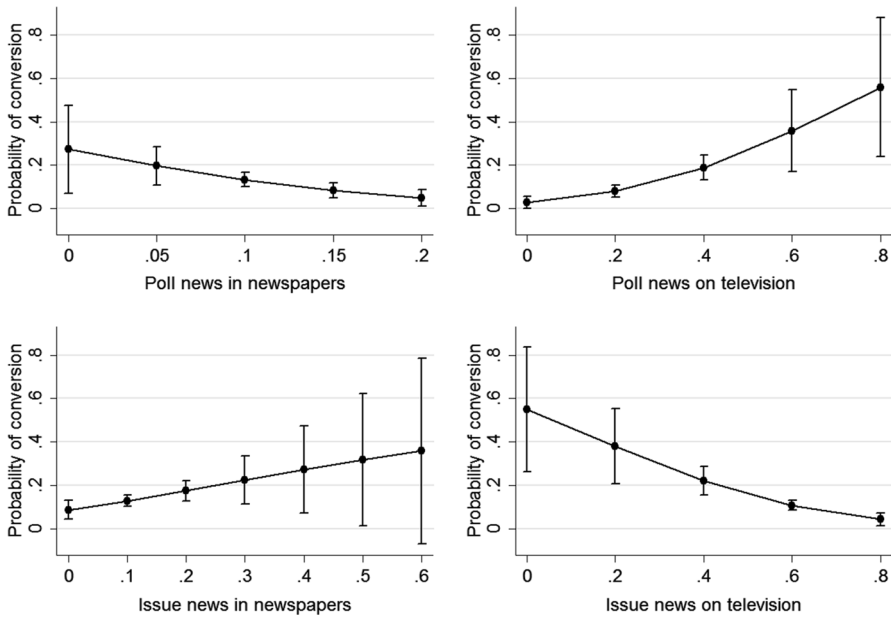 Probability of conversion
0 .2 .4 .6 .8
0 .05 .1 .15 .2
Poll news in newspapers
Probability of conversion
0 .2 .4 .6 .8
0 .2 .4 .6 .8
Poll news on television
Probability of conversion
0 .2 .4 .6 .8
0 .1 .2 .3 .4 .5 .6
Issue news in newspapers
Probability of conversion
0 .2 .4 .6 .8
0 .2 .4 .6 .8
Issue news on television